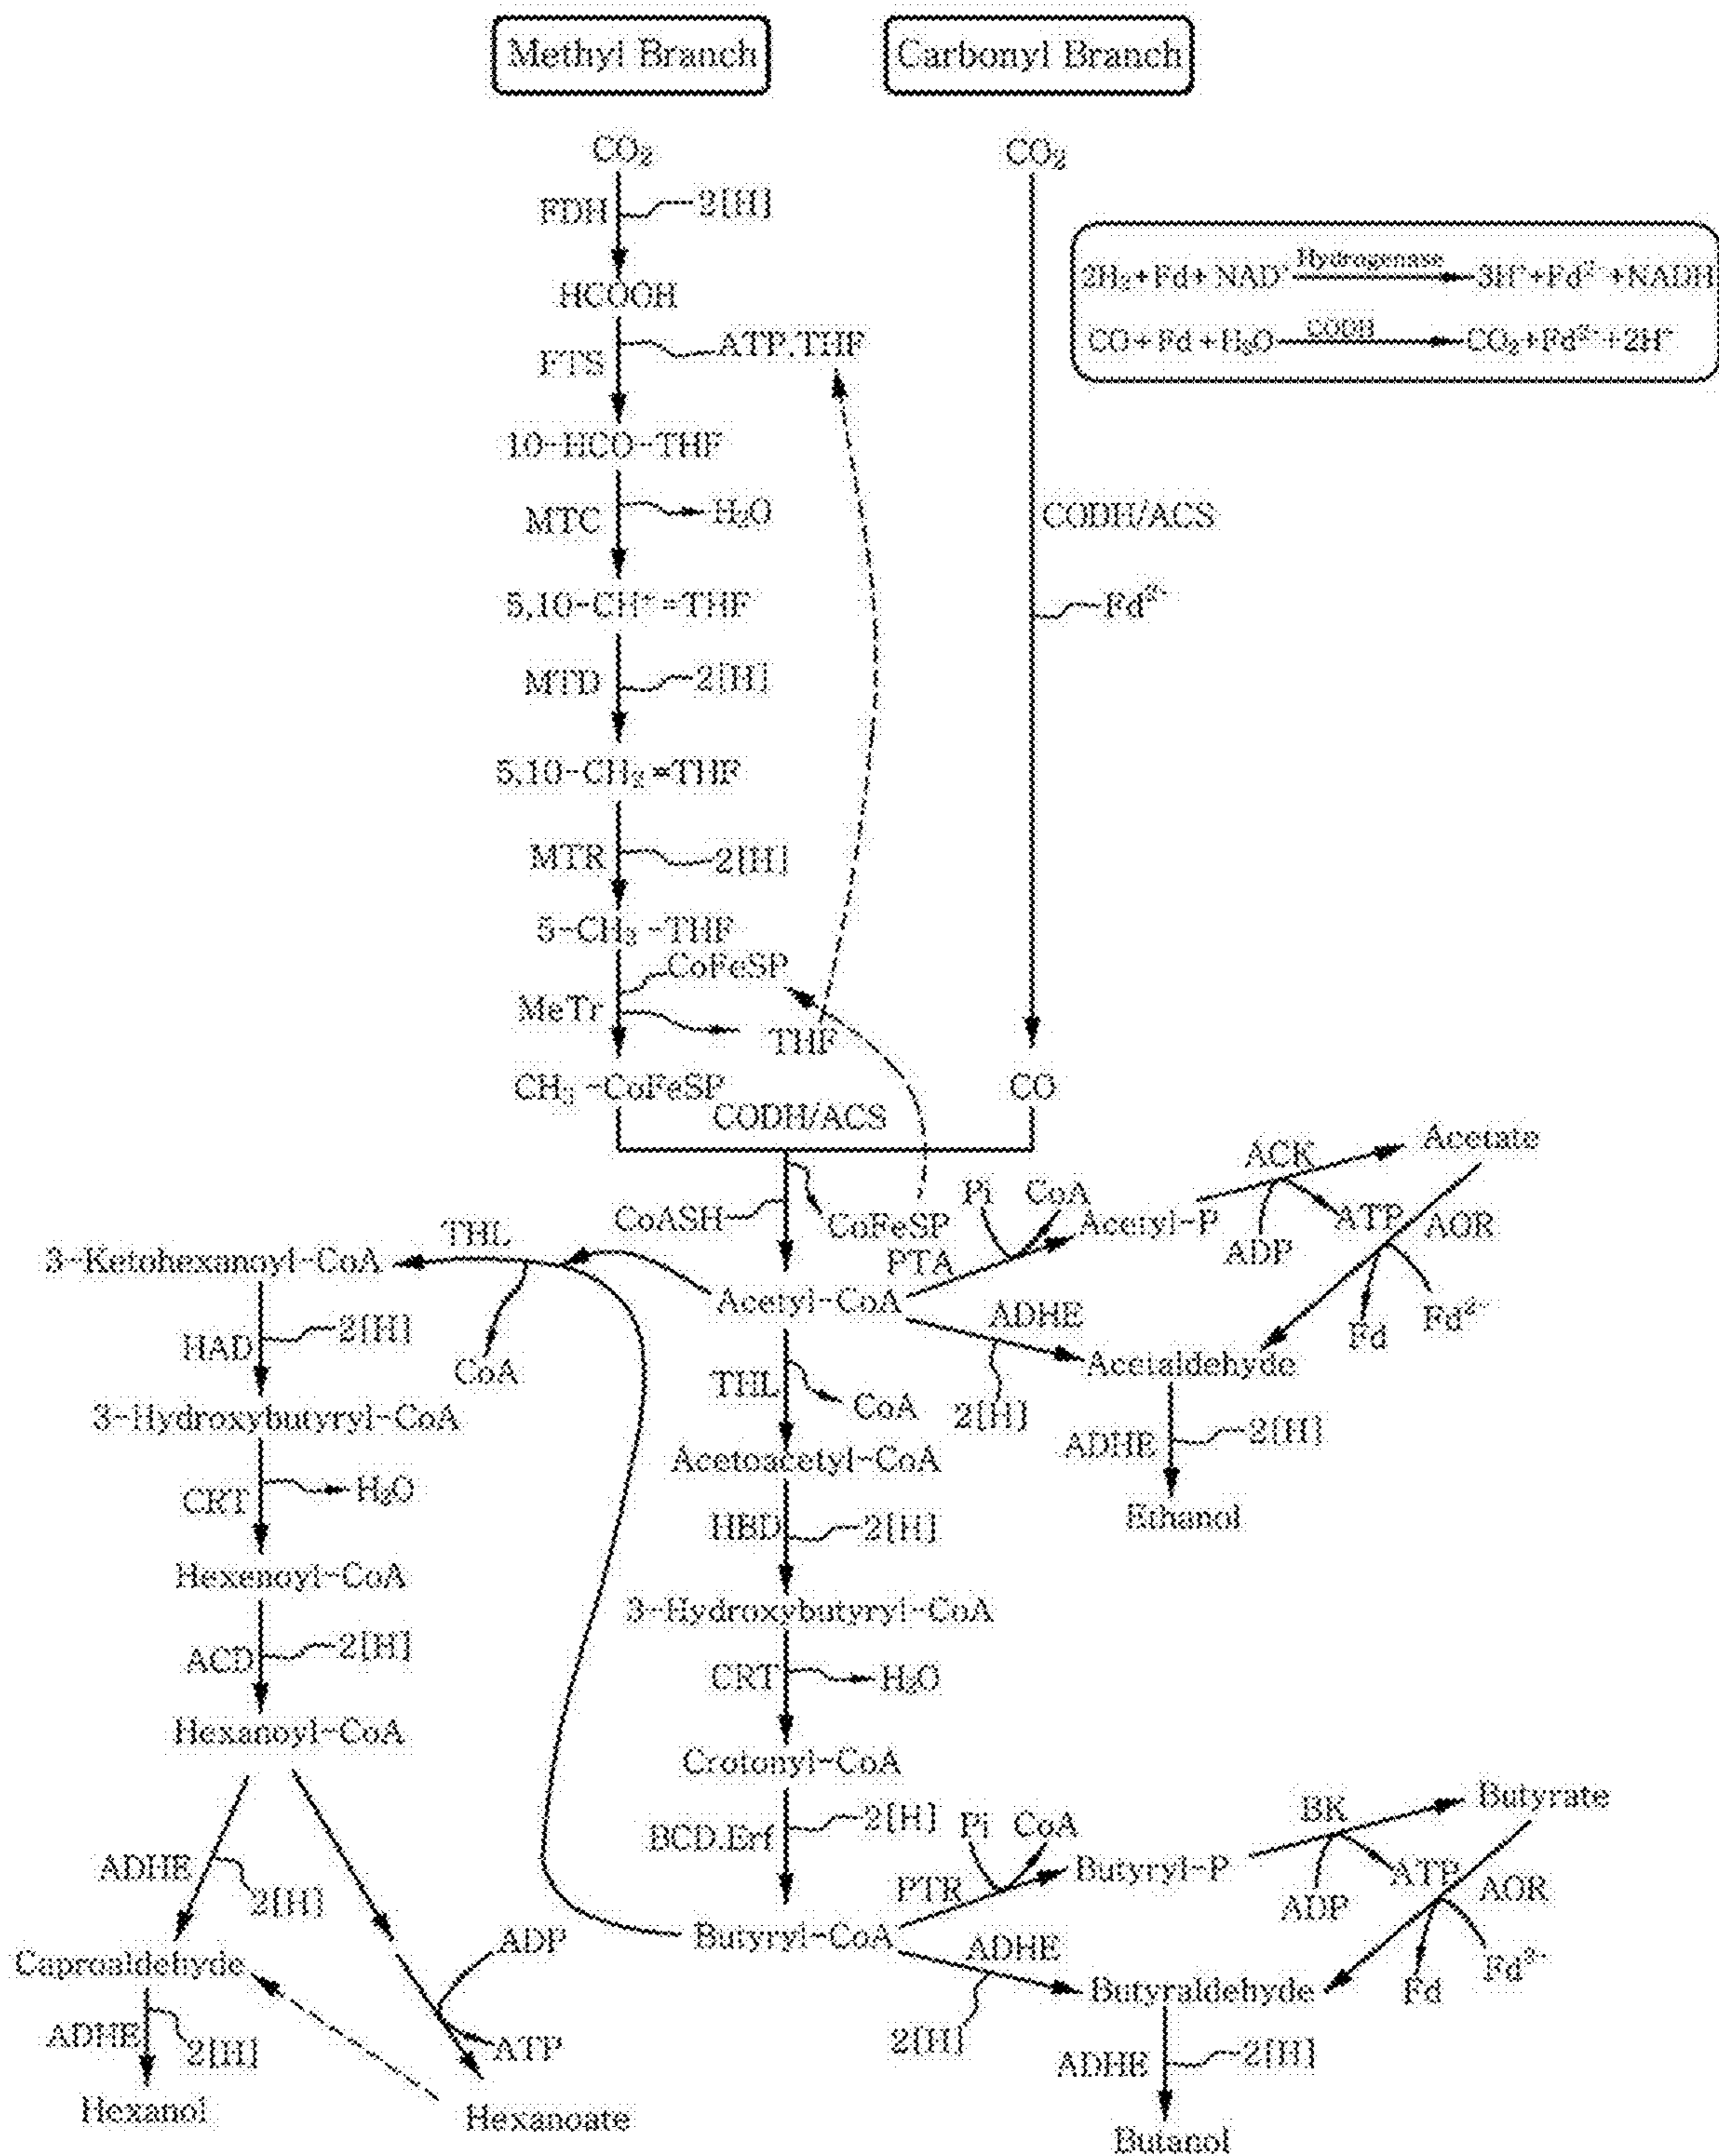 Methyl Branch
Carbonyl Branch
CO₂
CO₂
FDH
2[H]
HCOOH
2H₂+Fd+NAD⁺
Hydrogenase
3H⁺+Fd²⁻+NADH
CO+Fd+H₂O
CODH
CO₂+Fd²⁻+2H⁺
FTS
ATP.THF
10-HCO-THF
MTC
H₂O
CODH/ACS
5,10-CH⁺=THF
Fd²⁻
MTD
2[H]
5,10-CH₂=THF
MTR
2[H]
5-CH₃-THF
CoFeSP
MeTr
THF
CH₃-CoFeSP
CO
CODH/ACS
CoASH
CoFeSP
Pi
CoA
Acetyl-P
ACK
Acetate
ADP
ATP
AOR
PTA
THL
3-Ketohexanoyl-CoA
Acetyl-CoA
ADHE
Fd
Fd²⁻
HAD
2[H]
CoA
THL
CoA
2[H]
Acetaldehyde
3-Hydroxybutyryl-CoA
ADHE
2[H]
Acetoacetyl-CoA
CRT
H₂O
HBD
2[H]
Ethanol
Hexenoyl-CoA
3-Hydroxybutyryl-CoA
ACD
2[H]
CRT
H₂O
Hexanoyl-CoA
Crotonyl-CoA
BCD.Erf
2[H]
Pi
CoA
BK
Butyrate
ADHE
2[H]
PTR
Butyryl-P
ADP
ATP
AOR
Butyryl-CoA
ADHE
Fd
Fd²⁻
Caproaldehyde
ADP
2[H]
Butyraldehyde
ADHE
2[H]
ATP
ADHE
2[H]
Hexanol
Hexanoate
Butanol